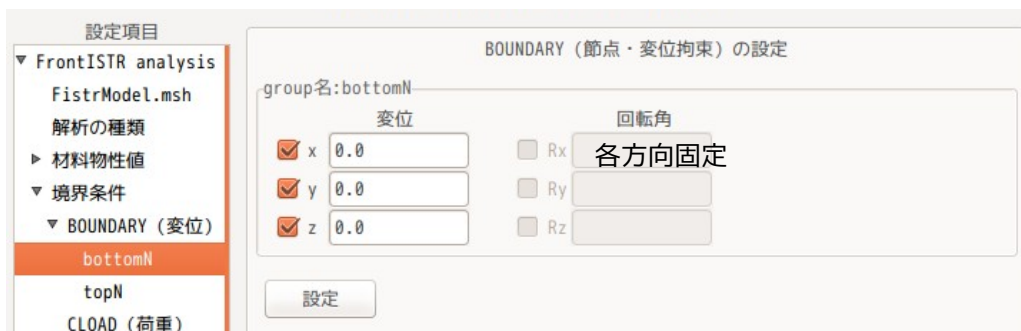 設定項目
▼ FrontISTR analysis
FistrModel.msh
解析の種類
▶ 材料物性値
▼ 境界条件
▼ BOUNDARY (変位)
bottomN
topN
CLOAD (荷重)
BOUNDARY (節点・変位拘束) の設定
group名:bottomN
変位 回転角
x 0.0 Rx 各方向固定
y 0.0 Ry
z 0.0 Rz
設定